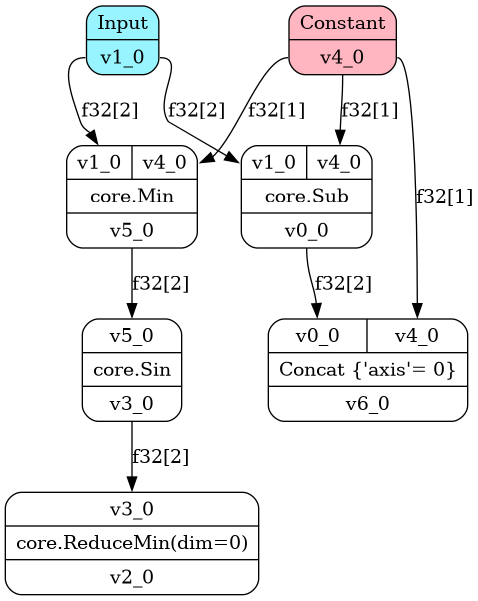 Input
v1_0
Constant
v4_0
f32[2]
f32[2]
f32[1]
f32[1]
f32[1]
v1_0 v4_0
core.Min
v5_0
v1_0 v4_0
core.Sub
v0_0
f32[2]
f32[2]
v5_0
core.Sin
v3_0
v0_0 v4_0
Concat {'axis'= 0}
v6_0
f32[2]
v3_0
core.ReduceMin(dim=0)
v2_0